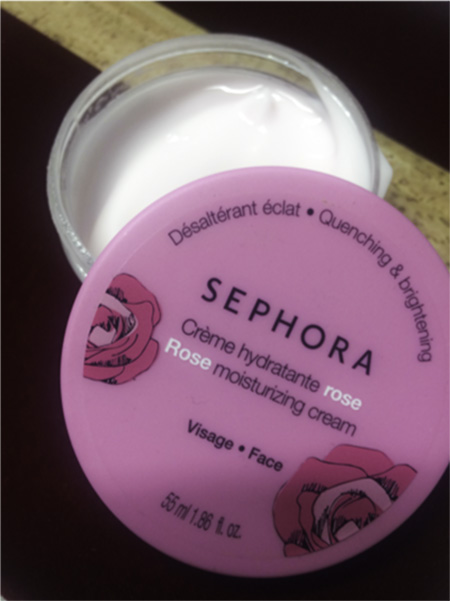 Désaltérant éclat • Quenching & brightening
SEPHORA
Crème hydratante rose
Rose moisturizing cream
Visage • Face
55 ml 1.86 fl. oz.